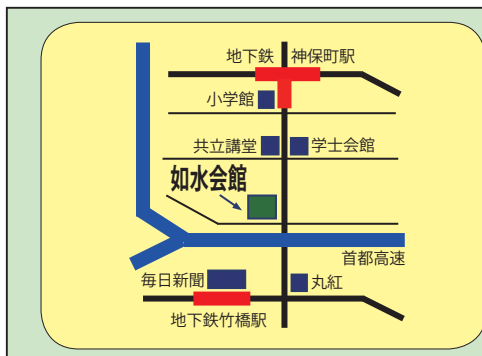 地下鉄 神保町駅
小学館
共立講堂 学士会館
如水会館
首都高速
毎日新聞 丸紅
地下鉄竹橋駅